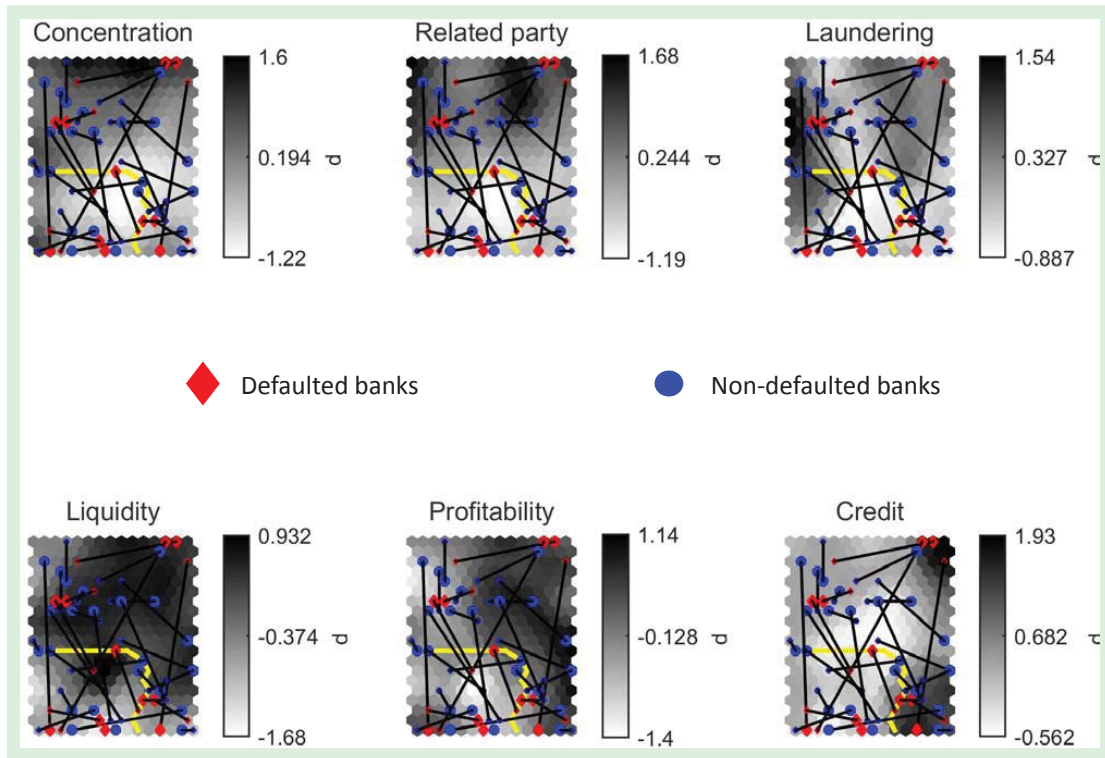 Concentration
1.6
0.194
d
-1.22
Related party
1.68
0.244
d
-1.19
Laundering
1.54
0.327
d
-0.887
Defaulted banks
Non-defaulted banks
Liquidity
0.932
-0.374
d
-1.68
Profitability
1.14
-0.128
d
-1.4
Credit
1.93
0.682
d
-0.562